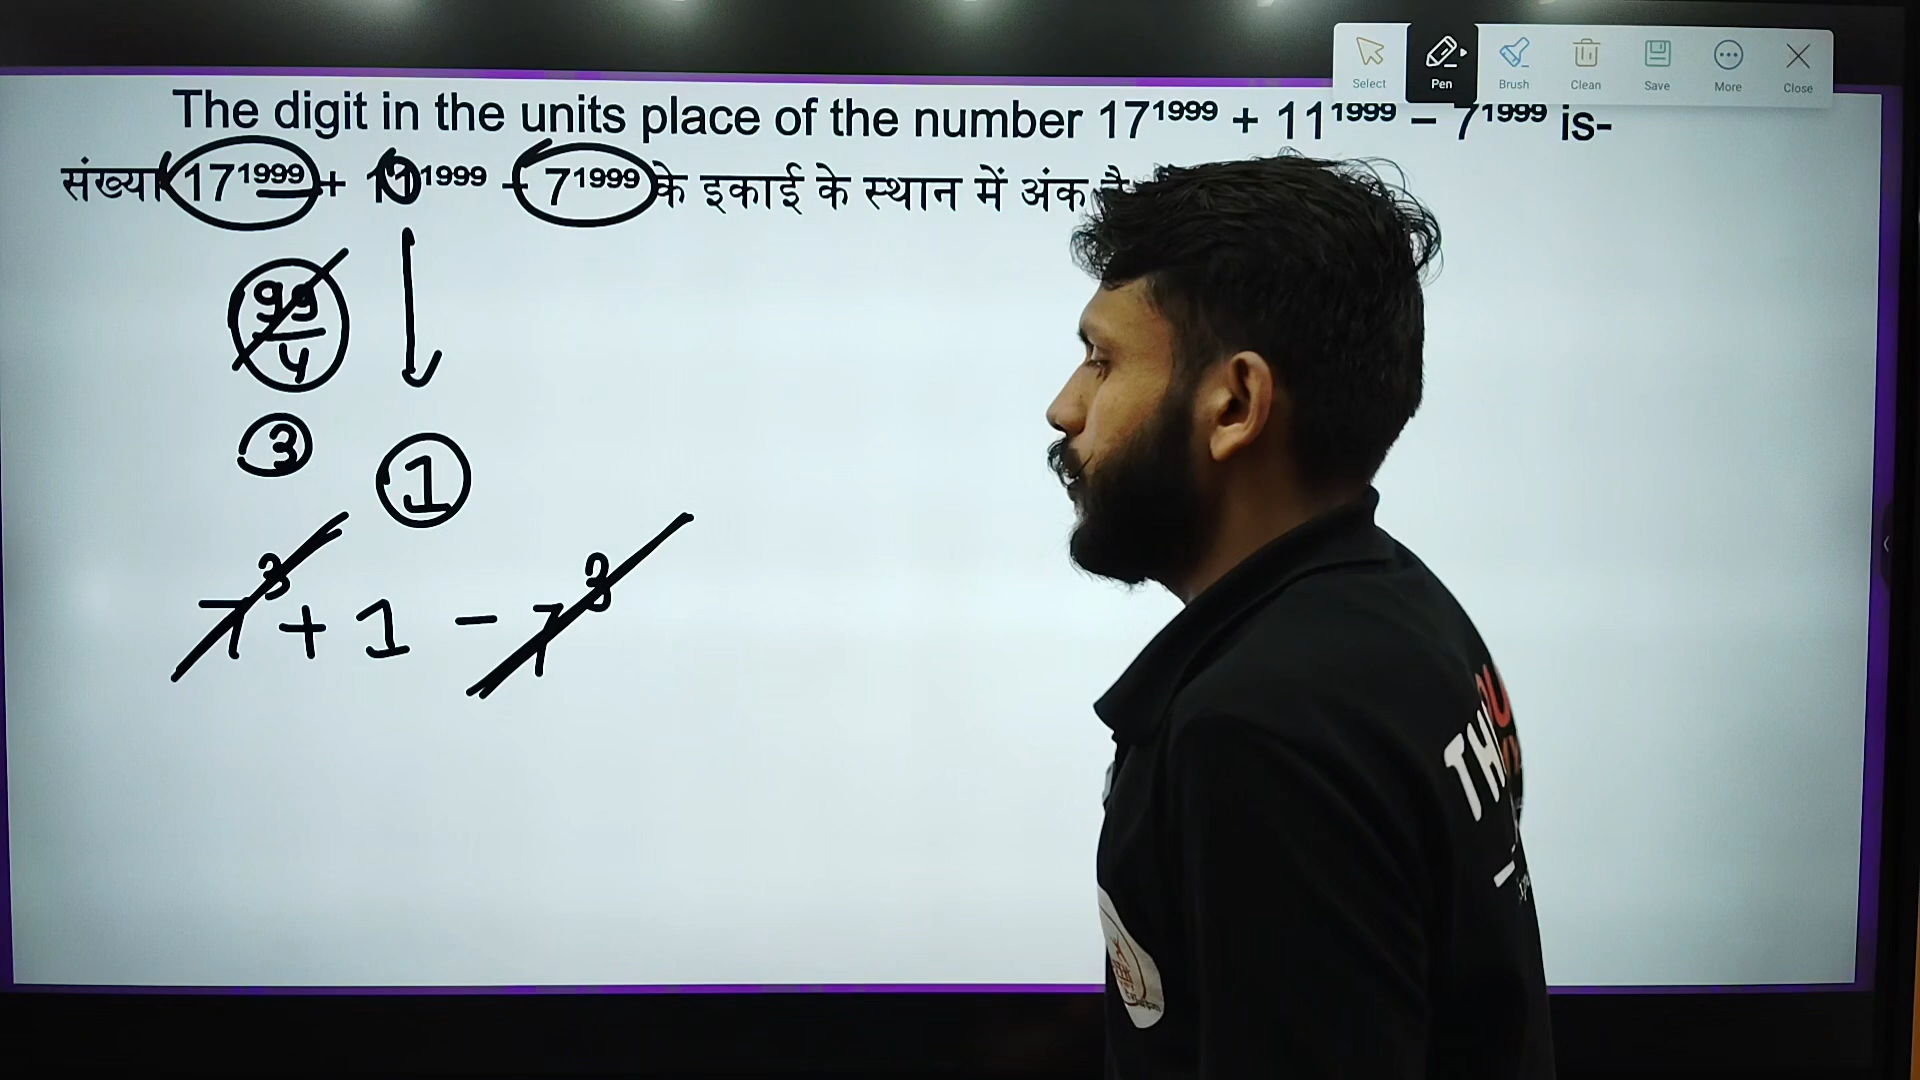 Select Pen Brush Clean Save More Close
The digit in the units place of the number 17¹⁹⁹⁹ + 11¹⁹⁹⁹ – 7¹⁹⁹⁹ is-
संख्या 17¹⁹⁹⁹ + 11¹⁹⁹⁹ – 7¹⁹⁹⁹ के इकाई के स्थान में अंक
99
4
3 1
7³ + 1 - 7³